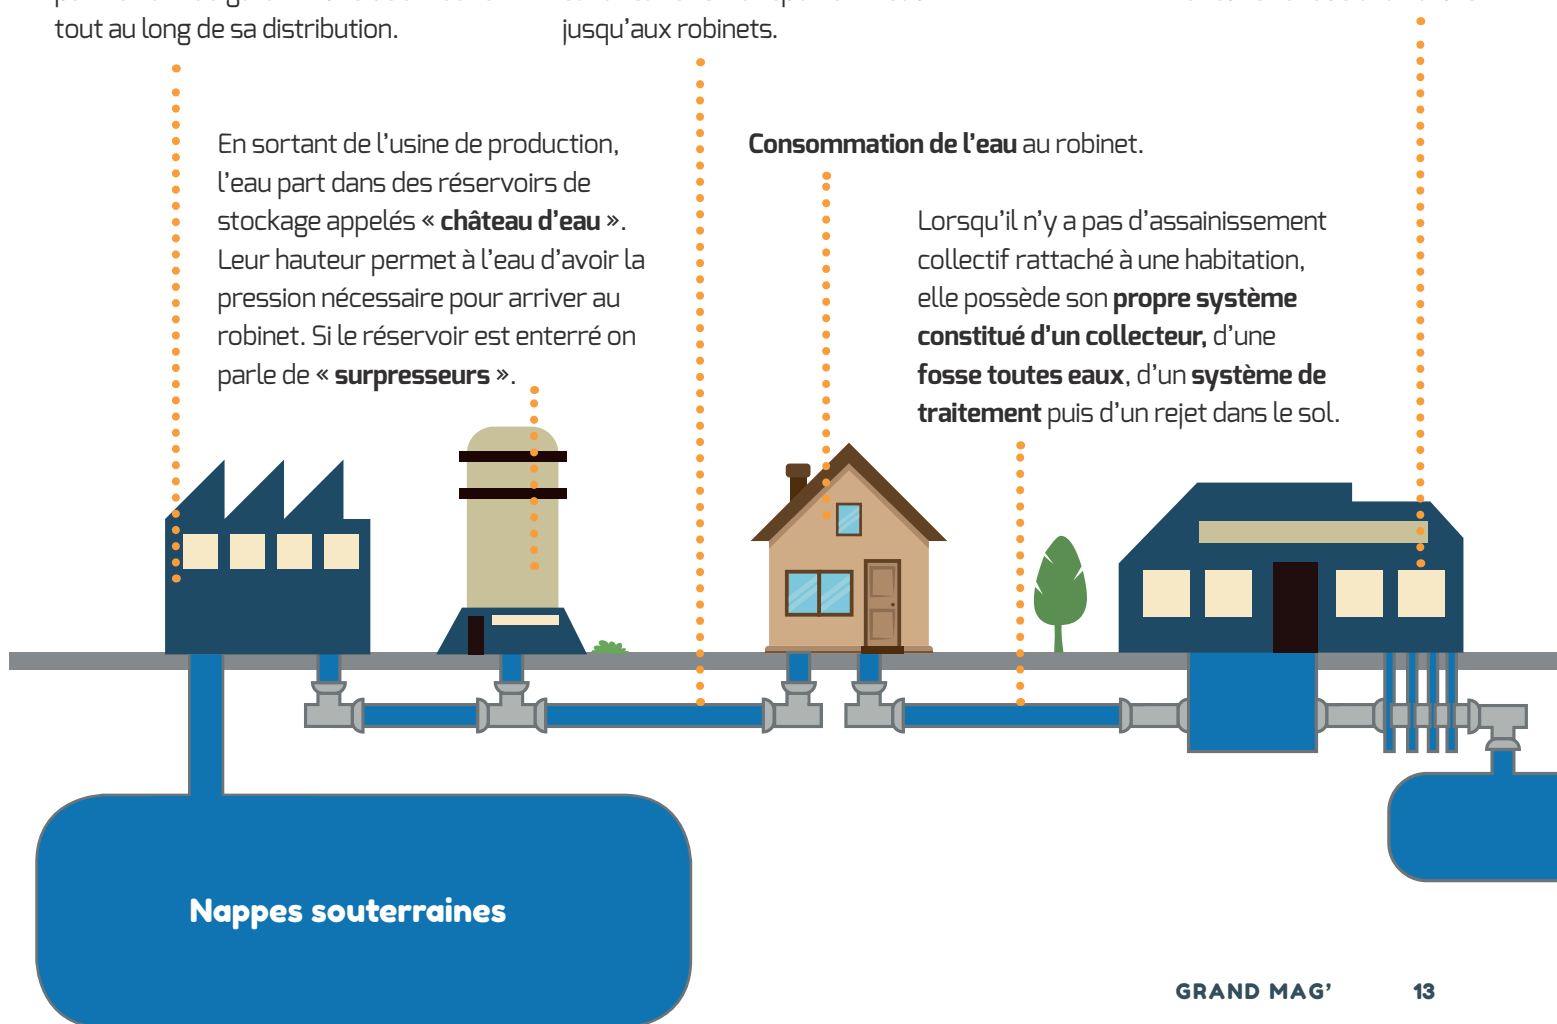 tout au long de sa distribution.
jusqu’aux robinets.
En sortant de l’usine de production,
l’eau part dans des réservoirs de
stockage appelés « château d’eau ».
Leur hauteur permet à l’eau d’avoir la
pression nécessaire pour arriver au
robinet. Si le réservoir est enterré on
parle de « surpresseurs ».
Consommation de l’eau au robinet.
Lorsqu’il n’y a pas d’assainissement
collectif rattaché à une habitation,
elle possède son propre système
constitué d’un collecteur, d’une
fosse toutes eaux, d’un système de
traitement puis d’un rejet dans le sol.
Nappes souterraines
GRAND MAG’ 13